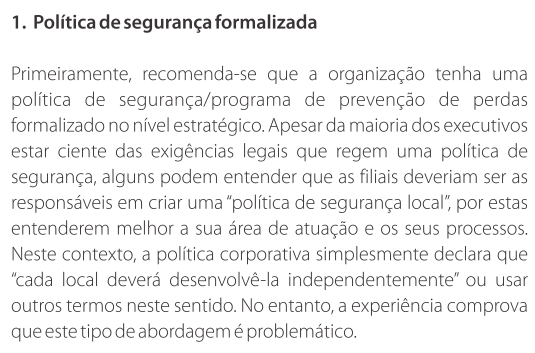 1. Política de segurança formalizada
Primeiramente, recomenda-se que a organização tenha uma
política de segurança/programa de prevenção de perdas
formalizado no nível estratégico. Apesar da maioria dos executivos
estar ciente das exigências legais que regem uma política de
segurança, alguns podem entender que as filiais deveriam ser as
responsáveis em criar uma “política de segurança local”, por estas
entenderem melhor a sua área de atuação e os seus processos.
Neste contexto, a política corporativa simplesmente declara que
“cada local deverá desenvolvê-la independentemente” ou usar
outros termos neste sentido. No entanto, a experiência comprova
que este tipo de abordagem é problemático.